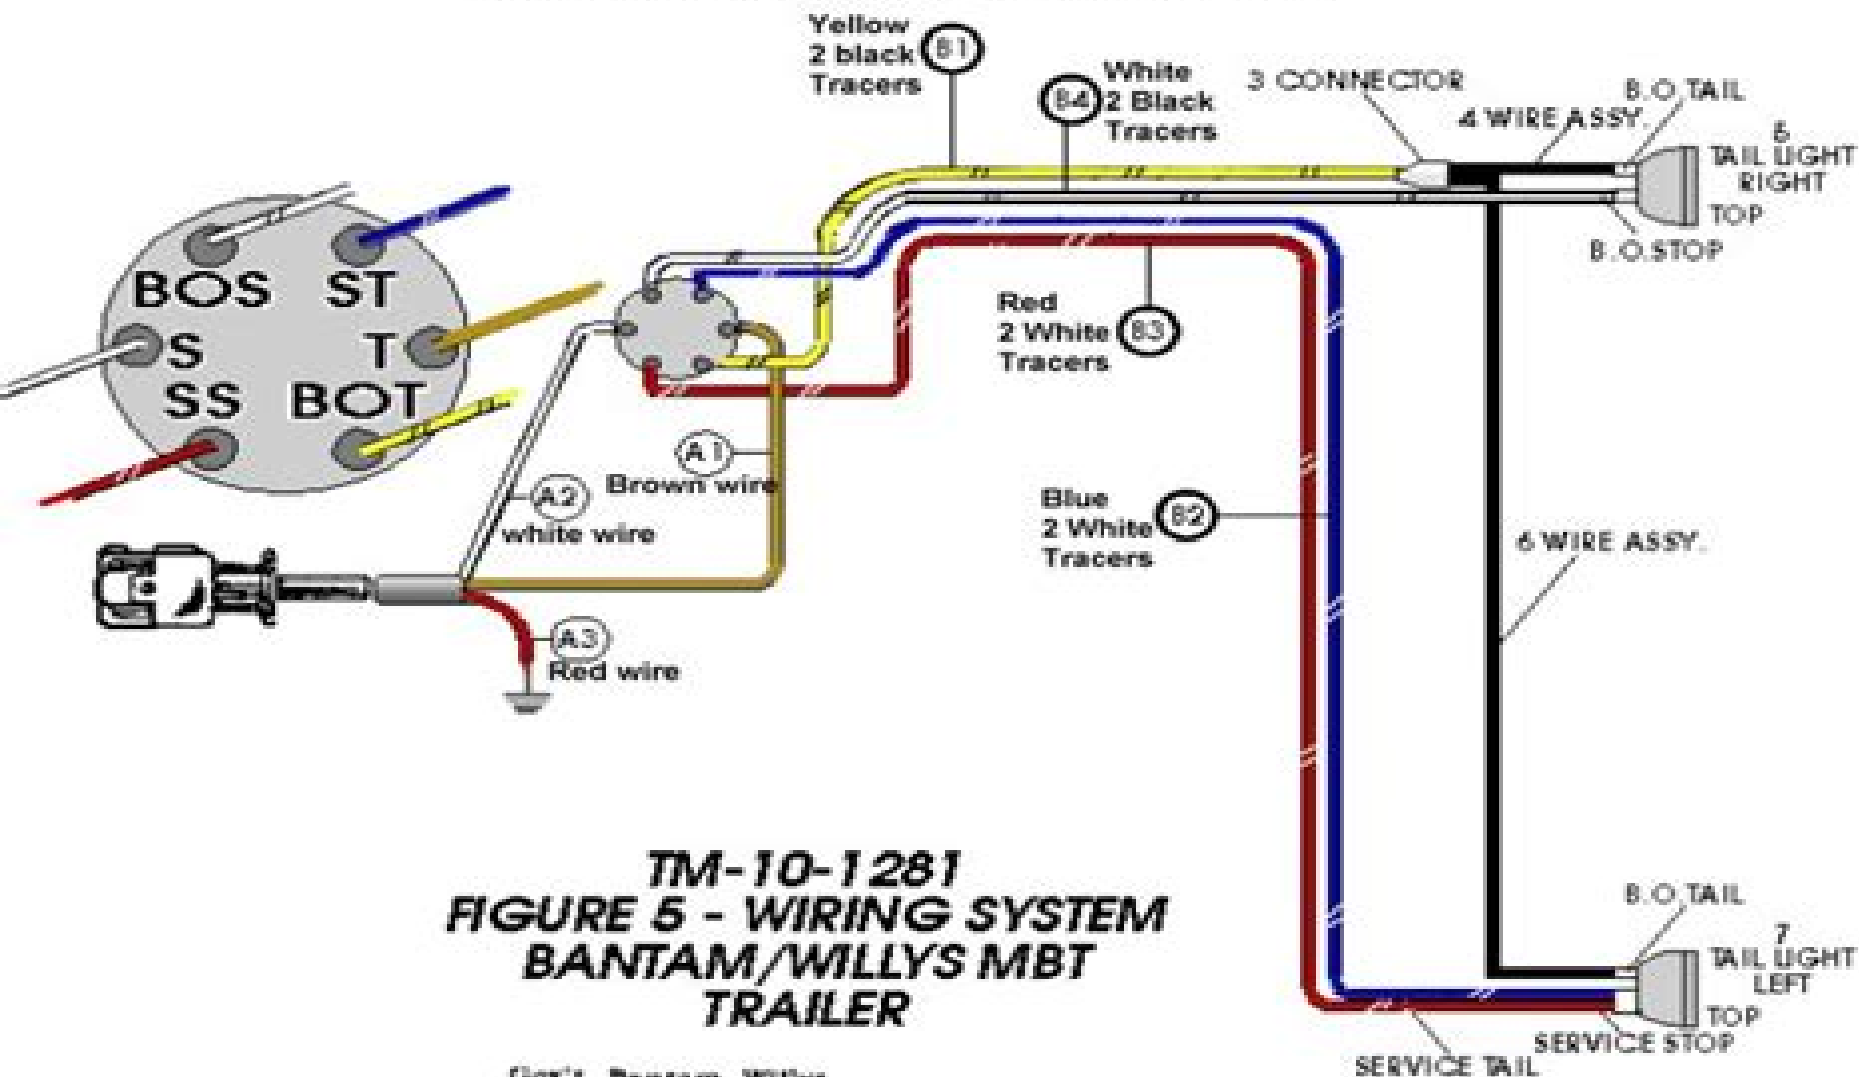 Yellow
2 black
Tracers
B1
White
2 Black
Tracers
B4
3 CONNECTOR
B.O.TAIL
4 WIRE ASSY.
TAIL LIGHT
RIGHT
TOP
B.O.STOP
BOS
ST
S
T
SS
BOT
Red
2 White
Tracers
B3
A1
Brown wire
A2
white wire
Blue
2 White
Tracers
B2
6 WIRE ASSY.
A3
Red wire
TM-10-1281
FIGURE 5 - WIRING SYSTEM
BANTAM/WILLYS MBT
TRAILER
B.O.TAIL
7
TAIL LIGHT
LEFT
TOP
SERVICE STOP
SERVICE TAIL